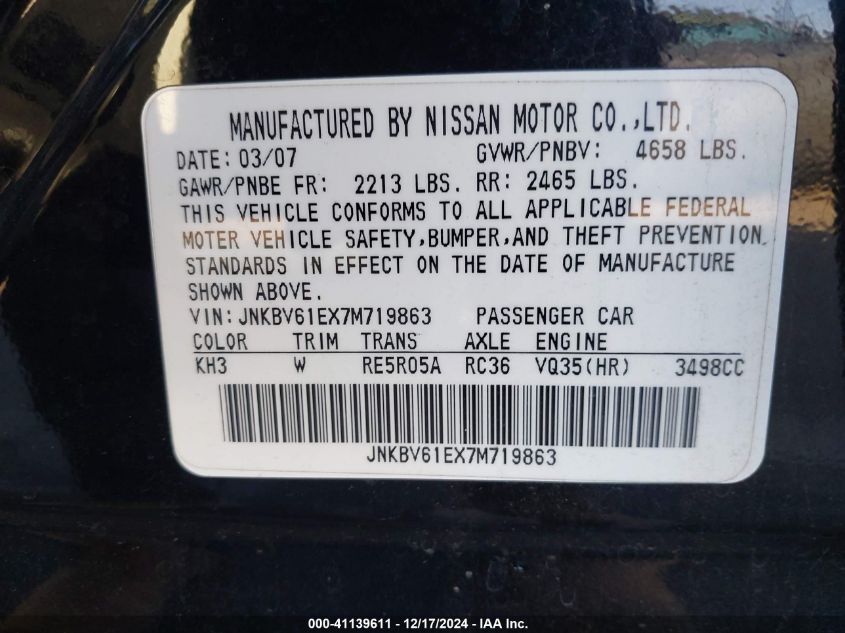 MANUFACTURED BY NISSAN MOTOR CO.,LTD.
DATE: 03/07 GVWR/PNBV: 4658 LBS.
GAWR/PNBE FR: 2213 LBS. RR: 2465 LBS.
THIS VEHICLE CONFORMS TO ALL APPLICABLE FEDERAL
MOTER VEHICLE SAFETY,BUMPER,AND THEFT PREVENTION
STANDARDS IN EFFECT ON THE DATE OF MANUFACTURE
SHOWN ABOVE.
VIN: JNKBV61EX7M719863 PASSENGER CAR
COLOR TRIM TRANS AXLE ENGINE
KH3 W RE5R05A RC36 VQ35(HR) 3498CC
JNKBV61EX7M719863
000-41139611 - 12/17/2024 - IAA Inc.